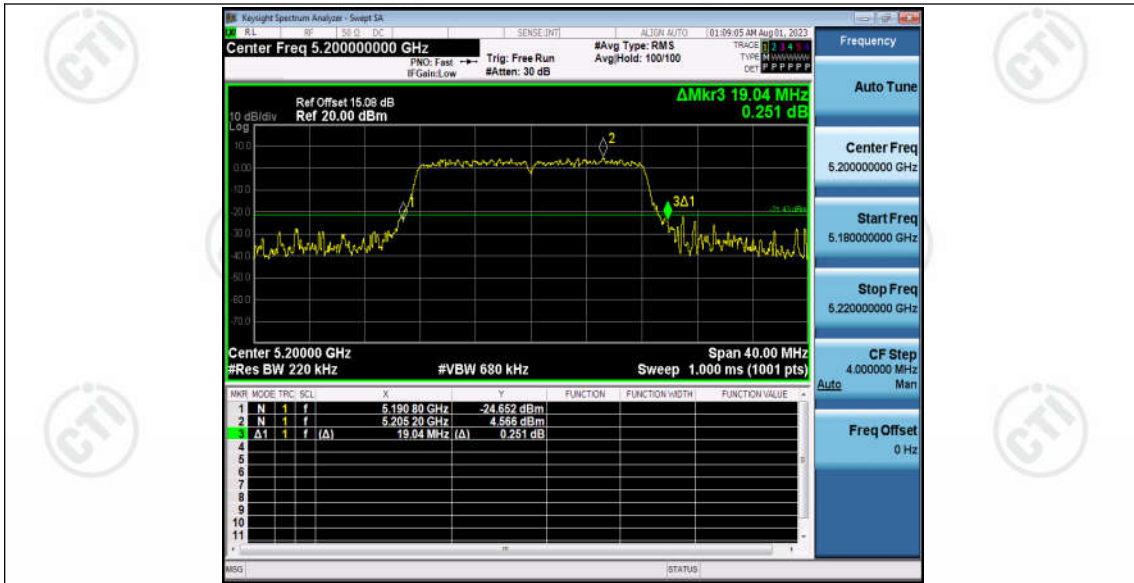 Keysight Spectrum Analyzer - Swept SA
RL RF 50 Ω DC SENSE:INT ALIGN AUTO 01:09:05 AM Aug 01, 2023
Center Freq 5.200000000 GHz
PNO: Fast
IFGain:Low
Trig: Free Run
#Atten: 30 dB
#Avg Type: RMS
Avg|Hold: 100/100
TRACE 1 2 3 4 5 6
TYPE M W W W W W
DET P P P P P P
Frequency
Auto Tune
Center Freq
5.200000000 GHz
Start Freq
5.180000000 GHz
Stop Freq
5.220000000 GHz
CF Step
4.000000 MHz
Auto Man
Freq Offset
0 Hz
ΔMkr3 19.04 MHz
0.251 dB
Ref Offset 15.08 dB
10 dB/div Ref 20.00 dBm
Log
10.0
0.00
-10.0
-20.0
-30.0
-40.0
-50.0
-60.0
-70.0
1
2
3Δ1
Center 5.20000 GHz Span 40.00 MHz
#Res BW 220 kHz #VBW 680 kHz Sweep 1.000 ms (1001 pts)
MKR MODE TRC SCL X Y FUNCTION FUNCTION WIDTH FUNCTION VALUE
1 N 1 f 5.190 80 GHz -24.652 dBm
2 N 1 f 5.205 20 GHz 4.566 dBm
3 Δ1 1 f (Δ) 19.04 MHz (Δ) 0.251 dB
4
5
6
7
8
9
10
11
MSG STATUS
CTI
CTI
CTI
CTI